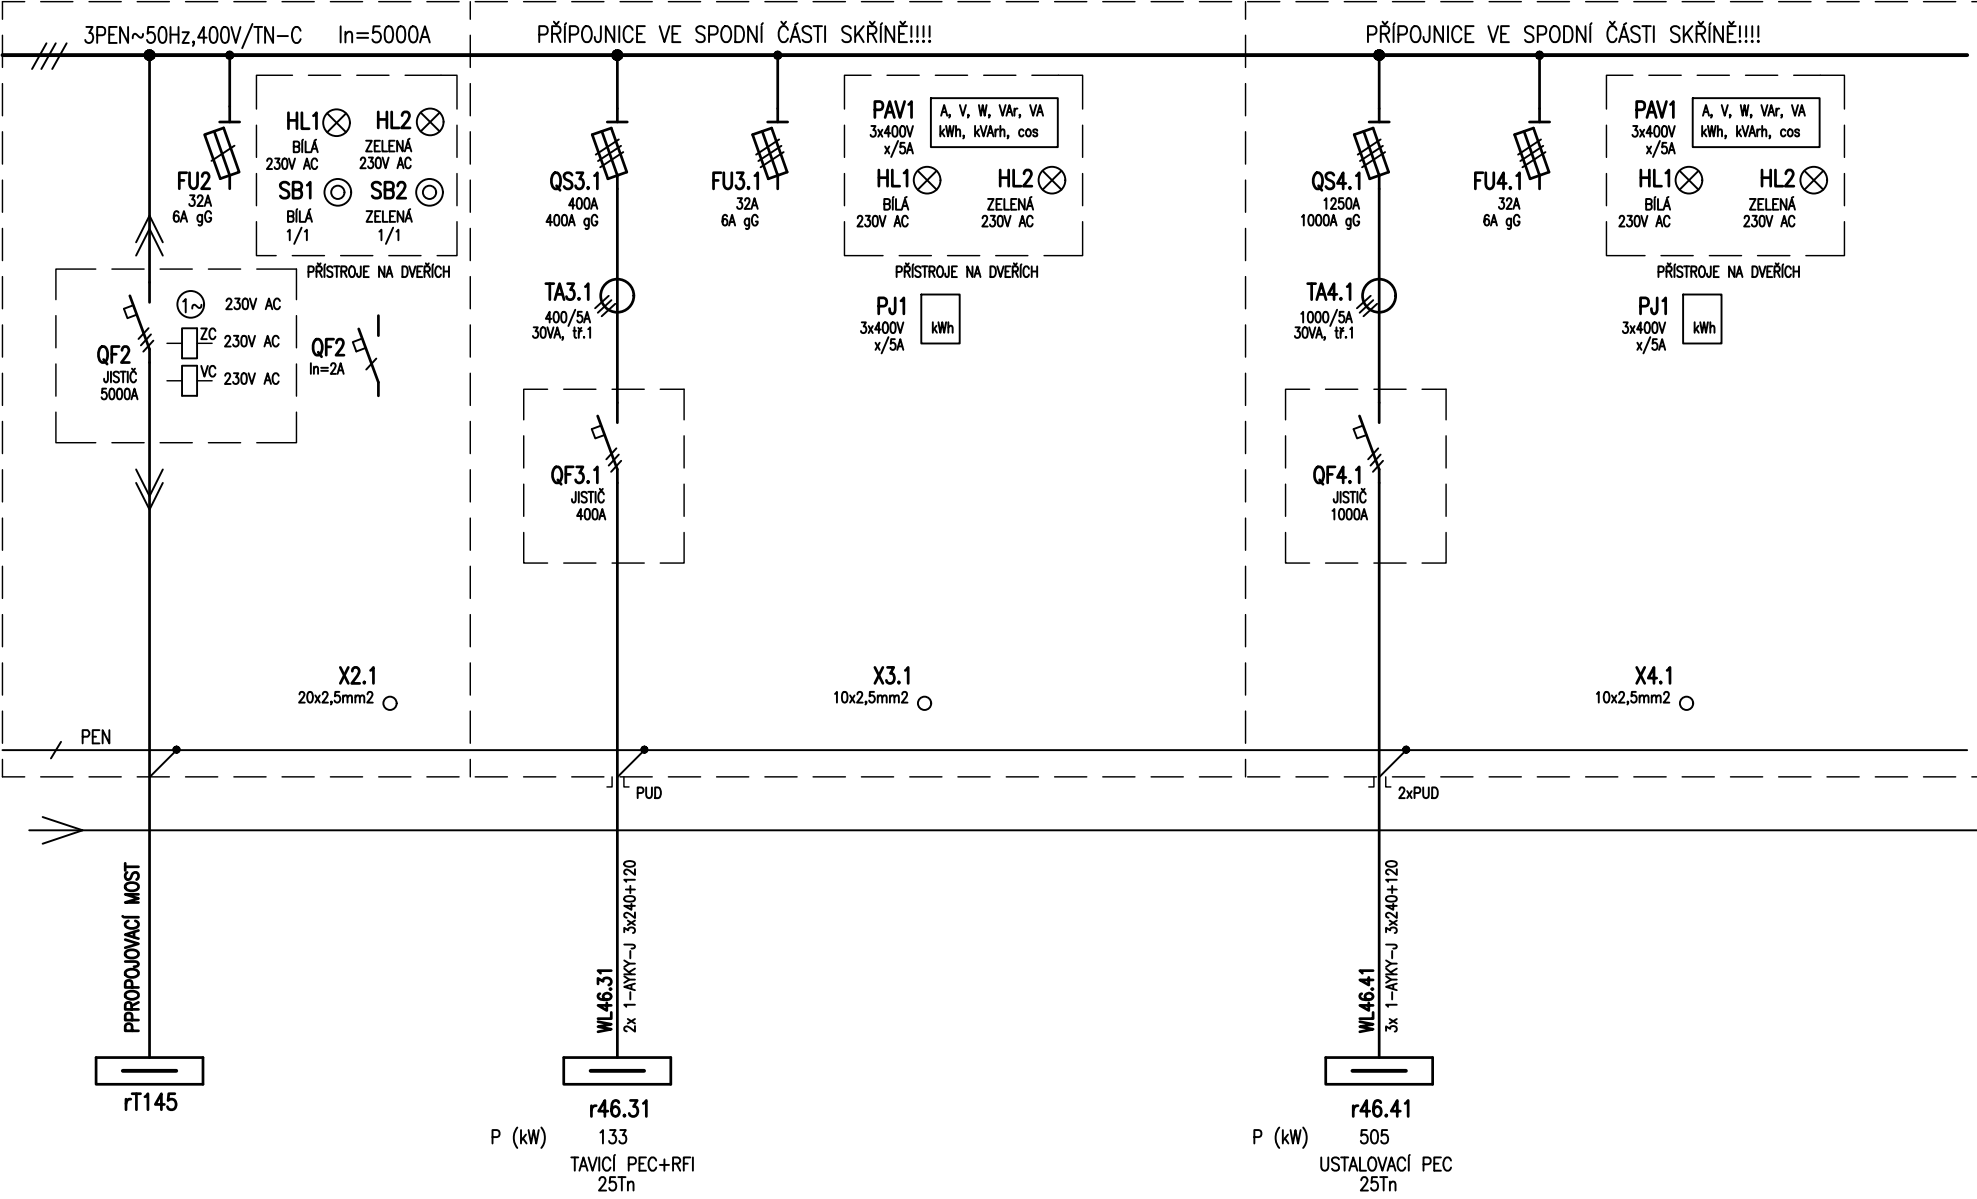 3PEN~50Hz,400V/TN-C In=5000A
HL1
BÍLÁ
230V AC
HL2
ZELENÁ
230V AC
FU2
32A
6A gG
SB1
BÍLÁ
1/1
SB2
ZELENÁ
1/1
PŘÍSTROJE NA DVEŘÍCH
1~ 230V AC
ZC 230V AC
VC 230V AC
QF2
JISTIČ
5000A
QF2
In=2A
X2.1
20x2,5mm2
PEN
PPROPOJOVACÍ MOST
rT145
PŘÍPOJNICE VE SPODNÍ ČÁSTI SKŘÍNĚ!!!!
QS3.1
400A
400A gG
FU3.1
32A
6A gG
PAV1
3x400V
x/5A
A, V, W, VAr, VA
kWh, kVArh, cos
HL1
BÍLÁ
230V AC
HL2
ZELENÁ
230V AC
PŘÍSTROJE NA DVEŘÍCH
TA3.1
400/5A
30VA, tř.1
PJ1
3x400V
x/5A
kWh
QF3.1
JISTIČ
400A
X3.1
10x2,5mm2
PUD
WL46.31
2x 1-AYKY-J 3x240+120
r46.31
P (kW) 133
TAVICÍ PEC+RFI
25Tn
PŘÍPOJNICE VE SPODNÍ ČÁSTI SKŘÍNĚ!!!!
QS4.1
1250A
1000A gG
FU4.1
32A
6A gG
PAV1
3x400V
x/5A
A, V, W, VAr, VA
kWh, kVArh, cos
HL1
BÍLÁ
230V AC
HL2
ZELENÁ
230V AC
PŘÍSTROJE NA DVEŘÍCH
TA4.1
1000/5A
30VA, tř.1
PJ1
3x400V
x/5A
kWh
QF4.1
JISTIČ
1000A
X4.1
10x2,5mm2
2xPUD
WL46.41
3x 1-AYKY-J 3x240+120
r46.41
P (kW) 505
USTALOVACÍ PEC
25Tn